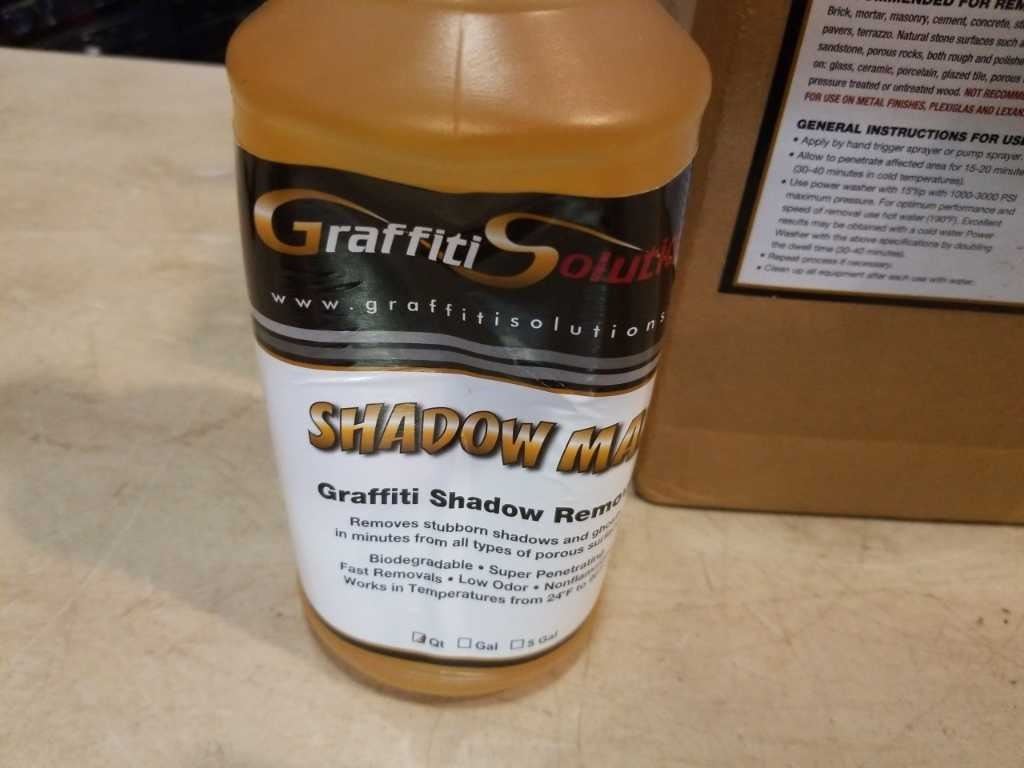 Graffiti Solutions
www.graffitisolutions
SHADOW MA
Graffiti Shadow Remo
Removes stubborn shadows and gho
in minutes from all types of porous
Biodegradable • Super Penetrating
Fast Removals • Low Odor •
Works in Temperatures from 24°F to
Qt Gal 5 Gal
FOR REM
Brick, mortar, masonry, cement, concrete,
pavers, terrazzo. Natural stone surfaces such
sandstone, porous rocks, both rough and
on: glass, ceramic, porcelain, glazed tile, porous
pressure treated or untreated wood. NOT RECOMM
FOR USE ON METAL FINISHES, PLEXIGLAS AND LEXAN
GENERAL INSTRUCTIONS FOR USE
• Apply by hand trigger sprayer or pump sprayer.
• Allow to penetrate affected area for 15-20 minute
(30-40 minutes in cold temperatures).
• Use power washer with 15°tip with 1000-3000 PSI
maximum pressure. For optimum performance and
speed of removal use hot water (190°F). Excellent
results may be obtained with a cold water Power
Washer with the above specifications by doubling
the dwell time (30-40 minutes).
• Repeat process if necessary.
• Clean up all equipment after each use with water.